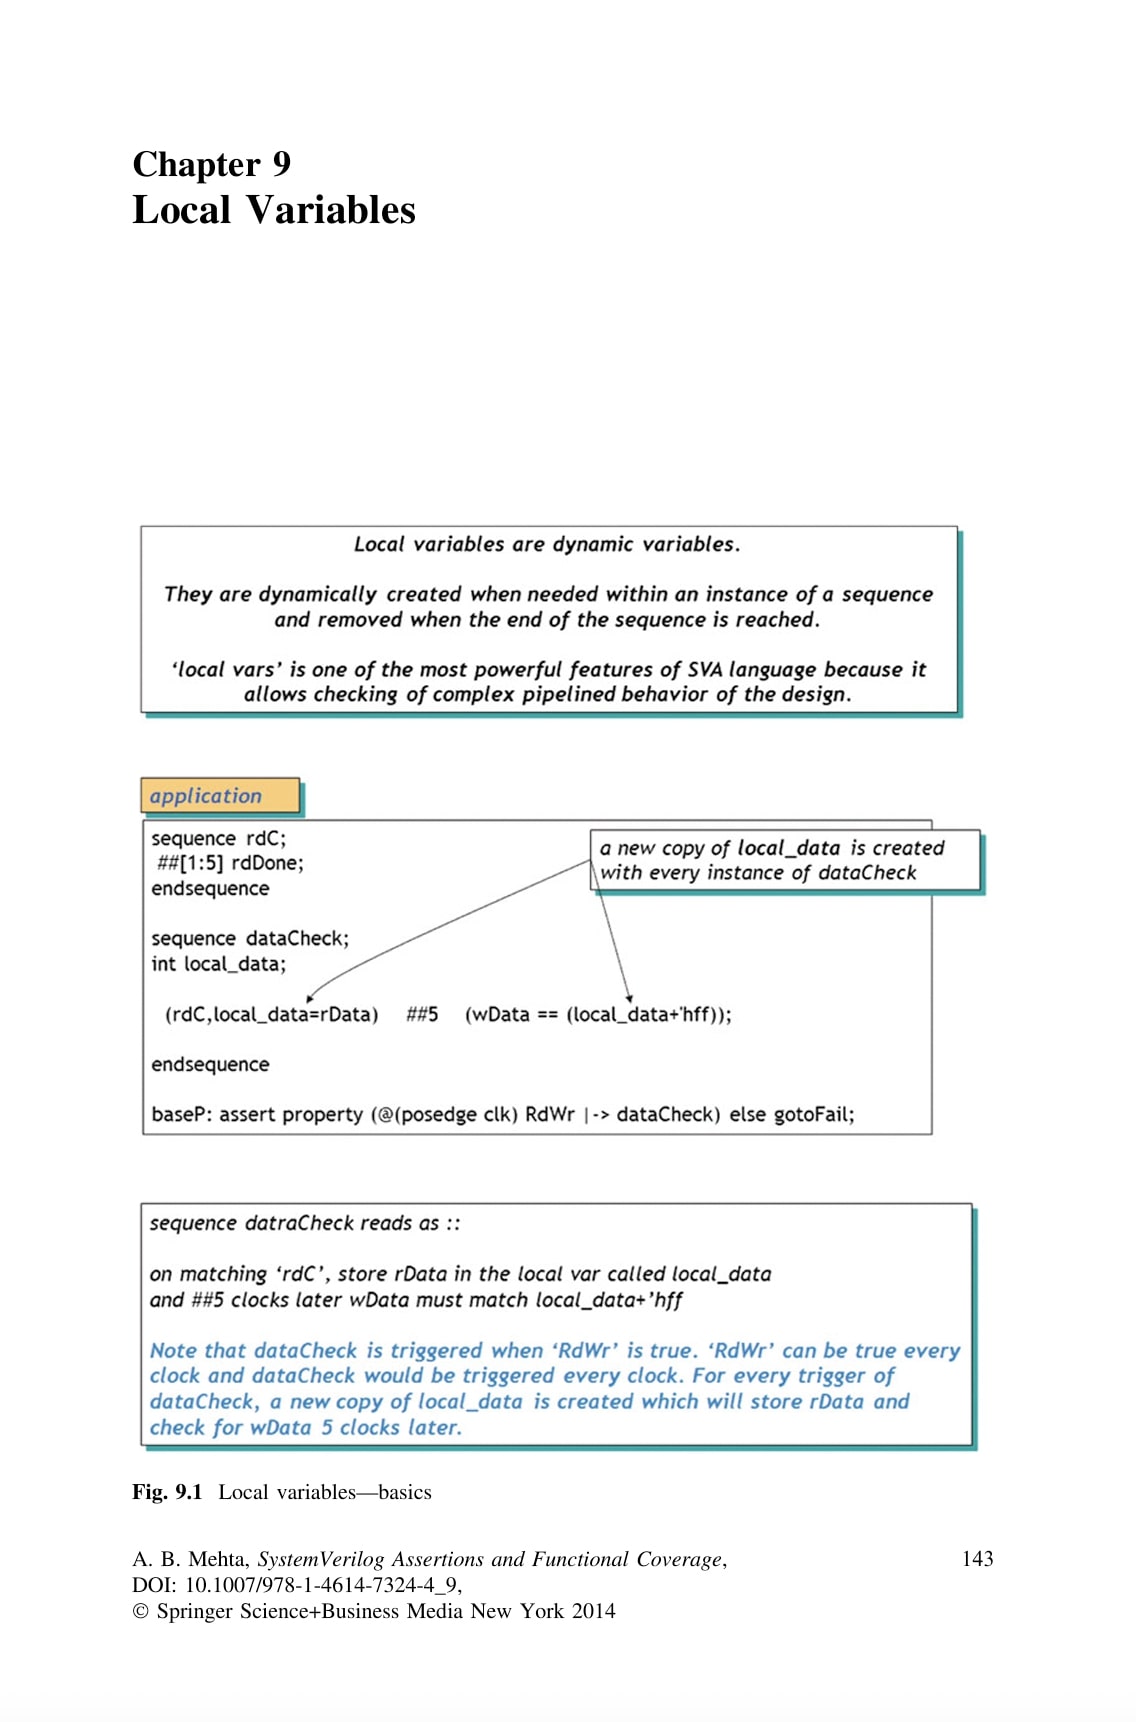 Chapter 9
Local Variables
Local variables are dynamic variables.
They are dynamically created when needed within an instance of a sequence
and removed when the end of the sequence is reached.
‘local vars’ is one of the most powerful features of SVA language because it
allows checking of complex pipelined behavior of the design.
application
sequence rdC;
##[1:5] rdDone;
endsequence
a new copy of local_data is created
with every instance of dataCheck
sequence dataCheck;
int local_data;
(rdC,local_data=rData) ##5 (wData == (local_data+'hff));
endsequence
baseP: assert property (@(posedge clk) RdWr |-> dataCheck) else gotoFail;
sequence datraCheck reads as ::
on matching ‘rdC’, store rData in the local var called local_data
and ##5 clocks later wData must match local_data+’hff
Note that dataCheck is triggered when ‘RdWr’ is true. ‘RdWr’ can be true every
clock and dataCheck would be triggered every clock. For every trigger of
dataCheck, a new copy of local_data is created which will store rData and
check for wData 5 clocks later.
Fig. 9.1 Local variables—basics
A. B. Mehta, SystemVerilog Assertions and Functional Coverage, 143
DOI: 10.1007/978-1-4614-7324-4_9,
© Springer Science+Business Media New York 2014